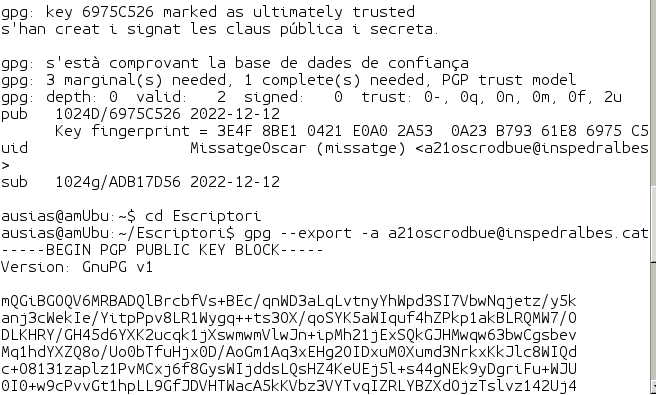 gpg: key 6975C526 marked as ultimately trusted
s'han creat i signat les claus pública i secreta.
gpg: s'està comprovant la base de dades de confiança
gpg: 3 marginal(s) needed, 1 complete(s) needed, PGP trust model
gpg: depth: 0  valid:   2  signed:   0  trust: 0-, 0q, 0n, 0m, 0f, 2u
pub   1024D/6975C526 2022-12-12
      Key fingerprint = 3E4F 8BE1 0421 E0A0 2A53  0A23 B793 61E8 6975 C5
uid                  MissatgeOscar (missatge) <a21oscrodbue@inspedralbes
>
sub   1024g/ADB17D56 2022-12-12
ausias@amUbu:~$ cd Escriptori
ausias@amUbu:~/Escriptori$ gpg --export -a a21oscrodbue@inspedralbes.cat
-----BEGIN PGP PUBLIC KEY BLOCK-----
Version: GnuPG v1
mQGiBGOQV6MRBADQlBrcbfVs+BEc/qnWD3aLqLvtnyYhWpd3SI7VbwNqjetz/y5k
anj3cWekIe/YitpPpv8LR1Wygq++ts3OX/qoSYK5aWIquf4hZPkp1akBLRQMW7/O
DLKHRY/GH45d6YXK2ucqk1jXswmwmVlwJn+ipMh21jExSQkGJHMwqw63bwCgsbev
Mq1hdYXZQ8o/Uo0bTfuHjx0D/AoGm1Aq3xEHg2OIDxuM0Xumd3NrkxKkJlc8WIQd
c+O8131zaplz1PvMCxj6f8GysWIjddsLQsHZ4KeUEj5l+s44gNEk9yDgriFu+WJU
0I0+w9cPvvGt1hpLL9GfJDVHTWacA5kKVbz3VYTvqIZRLYBZXdOjzTslvz142Uj4